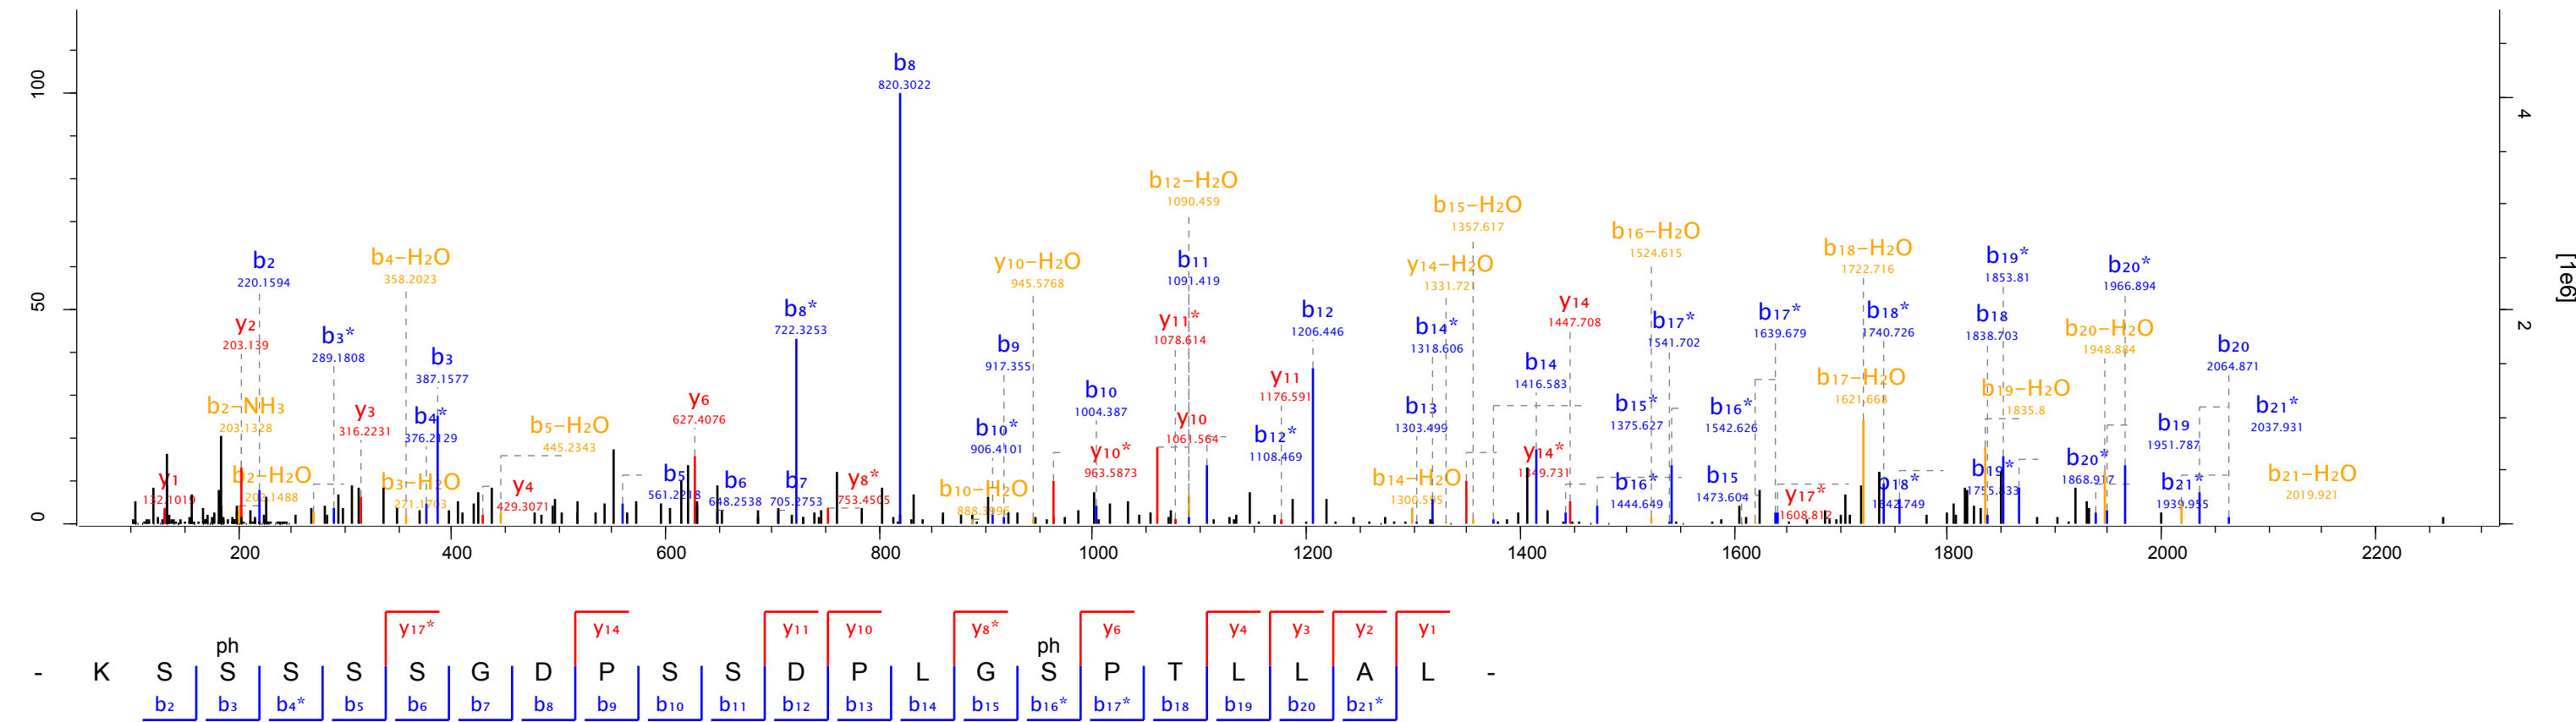 b8
820.3022
b12–H2O
1090.459
b15–H2O
1357.617
b16–H2O
1524.615
b18–H2O
1722.716
b2
220.1594
b4–H2O
358.2023
y10–H2O
945.5768
b11
1091.419
y14–H2O
1331.721
b19*
1853.81
b20*
1966.894
y2
203.139
b3*
289.1808
b3
387.1577
b8*
722.3253
b9
917.355
y11*
1078.614
b12
1206.446
b14*
1318.606
y14
1447.708
b17*
1541.702
b17*
1639.679
b18*
1740.726
b18
1838.703
b20–H2O
1948.884
b20
2064.871
b2–NH3
203.1328
y3
316.2231
b4*
376.2129
b5–H2O
445.2343
y6
627.4076
b10*
906.4101
b10
1004.387
y10
1061.564
y11
1176.591
b12*
1108.469
b13
1303.499
b14
1416.583
b15*
1375.627
b16*
1542.626
b17–H2O
1621.668
b19–H2O
1835.8
b19
1951.787
b21*
2037.931
y1
132.1019
b2–H2O
202.1488
b3–H2O
271.1703
y4
429.3071
b5
561.2218
b6
648.2538
b7
705.2753
y8*
753.4505
b10–H2O
888.3996
y10*
963.5873
b14–H2O
1300.595
y14*
1349.731
b16*
1444.649
b15
1473.604
y17*
1608.812
b18*
1642.749
b19*
1755.833
b20*
1868.917
b21*
1939.955
b21–H2O
2019.921
0 50 100
2 4
[1e6]
200 400 600 800 1000 1200 1400 1600 1800 2000 2200
y17* y14 y11 y10 y8* y6 y4 y3 y2 y1
ph ph
- K S S S S S G D P S S D P L G S P T L L A L -
b2 b3 b4* b5 b6 b7 b8 b9 b10 b11 b12 b13 b14 b15 b16* b17* b18 b19 b20 b21*